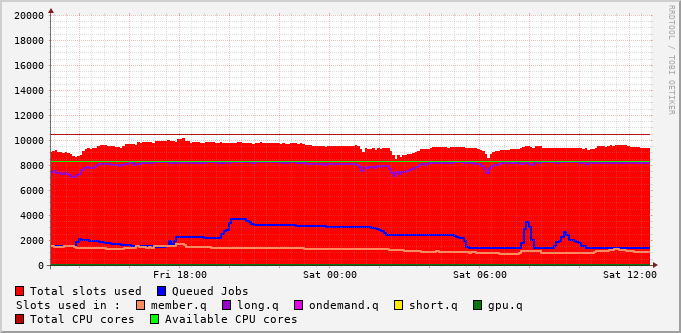 20000
18000
16000
14000
12000
10000
8000
6000
4000
2000
0
Fri 18:00 Sat 00:00 Sat 06:00 Sat 12:00
RRDTOOL / TOBI OETIKER
Total slots used Queued Jobs
Slots used in : member.q long.q ondemand.q short.q gpu.q
Total CPU cores Available CPU cores